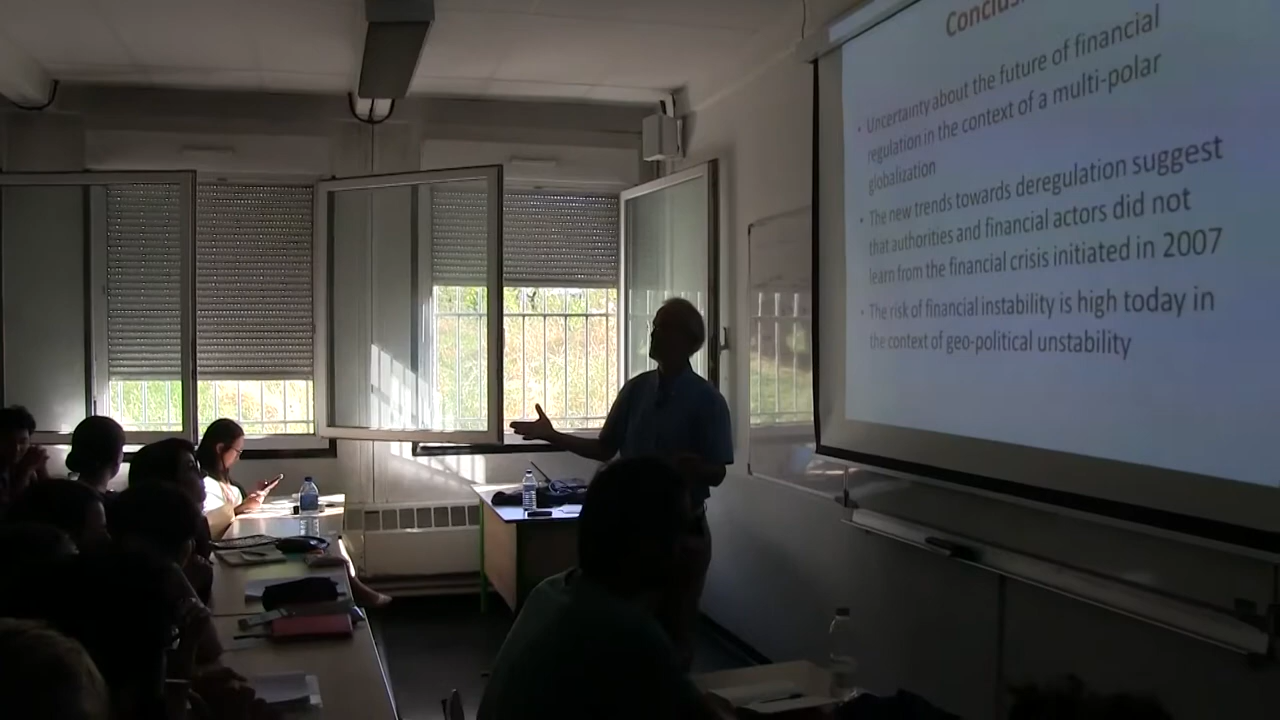 • Uncertainty about the future of financial
regulation in the context of a multi-polar
globalization
• The new trends towards deregulation suggest
that authorities and financial actors did not
learn from the financial crisis initiated in 2007
• The risk of financial instability is high today in
the context of geo-political unstability